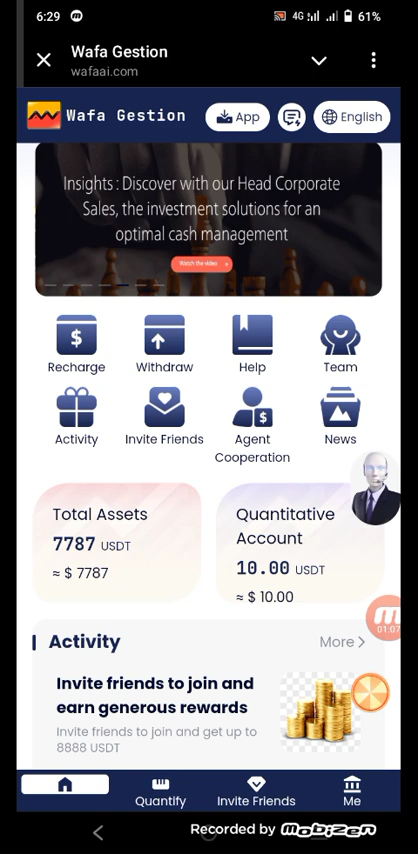 6:29
4G
61%
Wafa Gestion
wafaai.com
Wafa Gestion
App
English
Insights : Discover with our Head Corporate
Sales, the investment solutions for an
optimal cash management
Watch the video
Recharge
Withdraw
Help
Team
Activity
Invite Friends
Agent
Cooperation
News
Total Assets
7787 USDT
≈ $ 7787
Quantitative
Account
10.00 USDT
≈ $ 10.00
01:07
Activity
More
Invite friends to join and
earn generous rewards
Invite friends to join and get up to
8888 USDT
Quantify
Invite Friends
Me
Recorded by mobizen